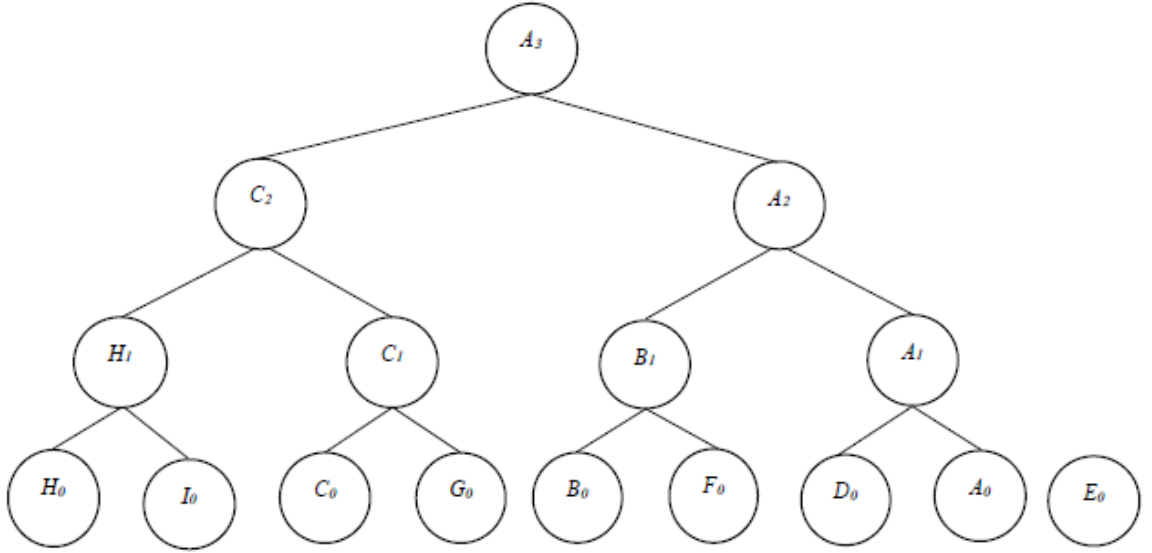 A₃
C₂ A₂
H₁ C₁ B₁ A₁
H₀ I₀ C₀ G₀ B₀ F₀ D₀ A₀ E₀